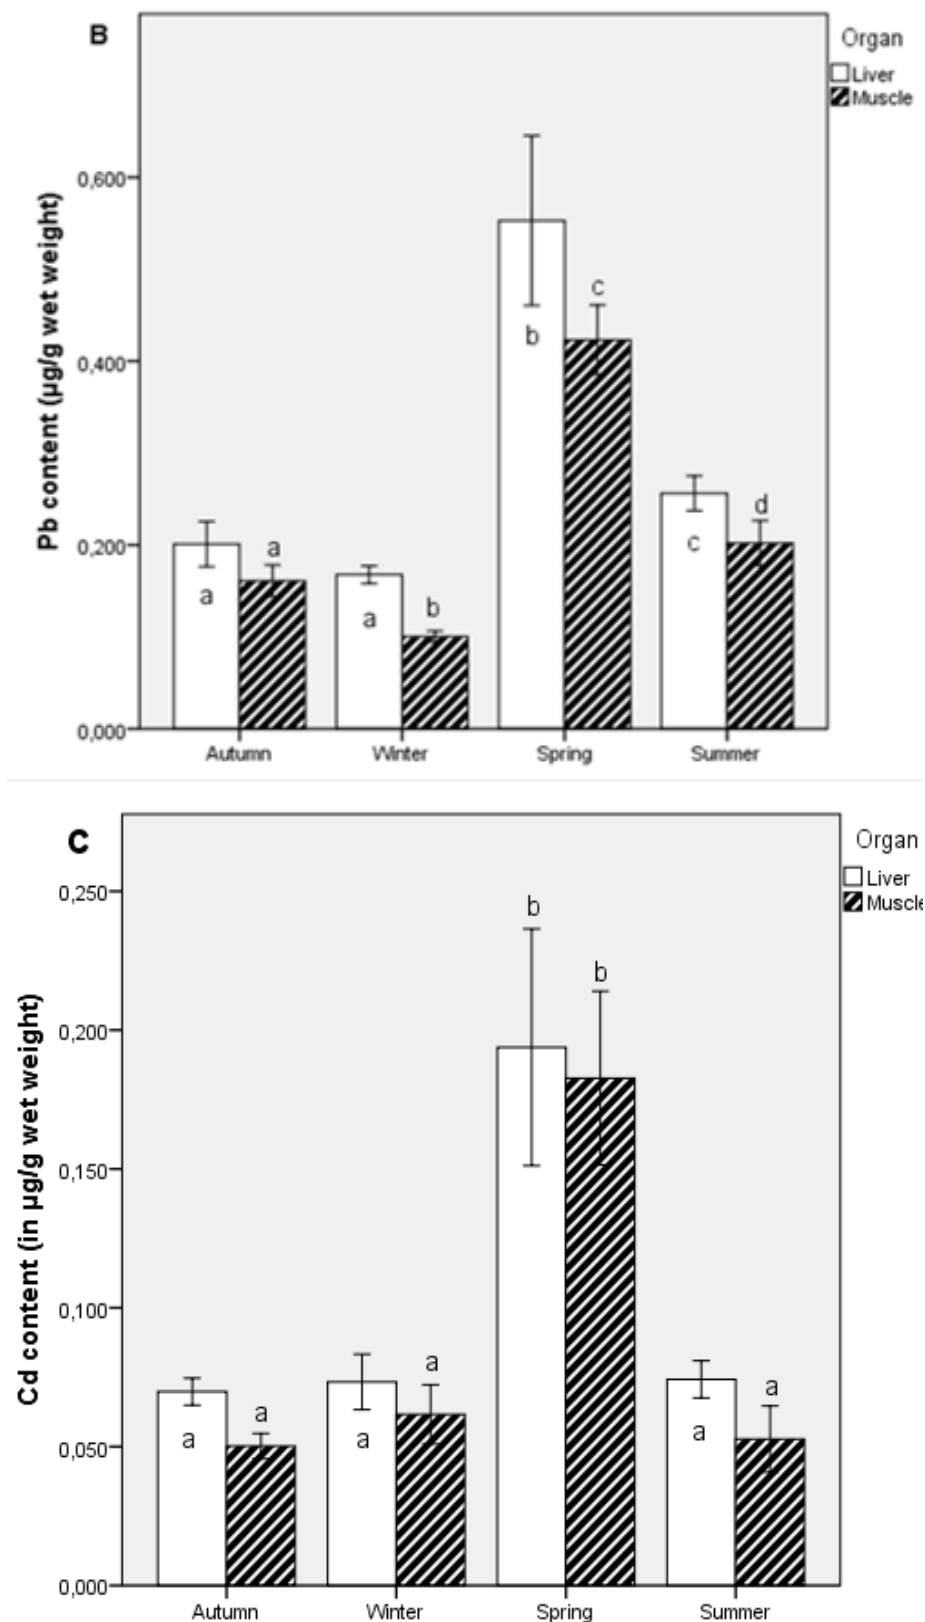 B
Organ
Liver
Muscle
Pb content (µg/g wet weight)
0,600
0,400
0,200
0,000
a
a
a
b
b
c
c
d
Autumn
Winter
Spring
Summer
C
Organ
Liver
Muscle
Cd content (in µg/g wet weight)
0,250
0,200
0,150
0,100
0,050
0,000
a
a
a
a
b
b
a
a
Autumn
Winter
Spring
Summer